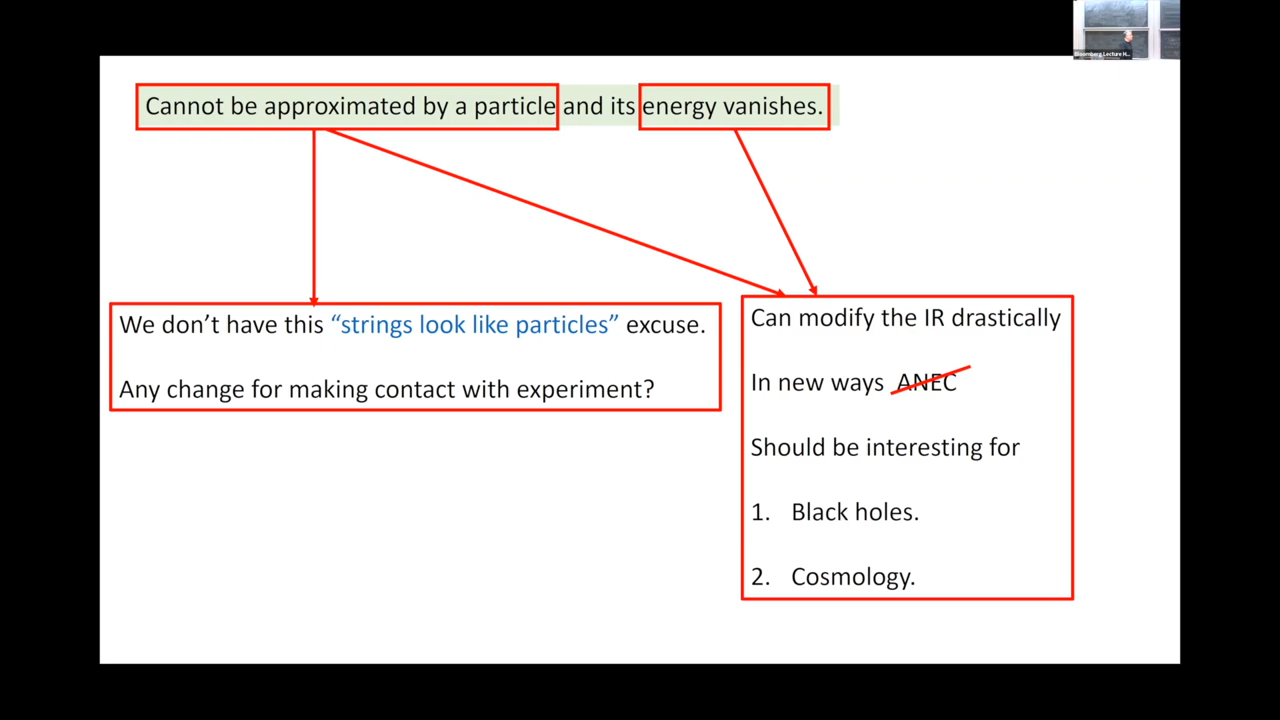 Bloomberg Lecture H...
Cannot be approximated by a particle and its energy vanishes.
We don't have this “strings look like particles” excuse.
Any change for making contact with experiment?
Can modify the IR drastically
In new ways ANEC
Should be interesting for
1. Black holes.
2. Cosmology.